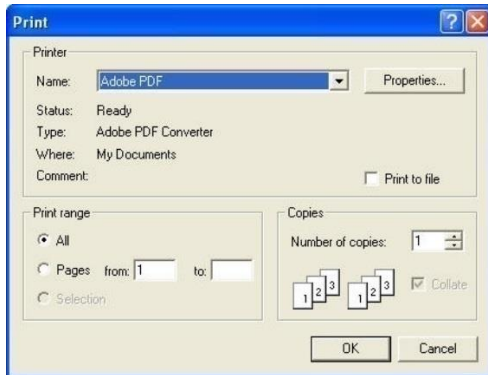 Print
Printer
Name: Adobe PDF Properties...
Status: Ready
Type: Adobe PDF Converter
Where: My Documents
Comment: Print to file
Print range
All
Pages from: 1 to:
Selection
Copies
Number of copies: 1
1 2 3 1 2 3 Collate
OK Cancel